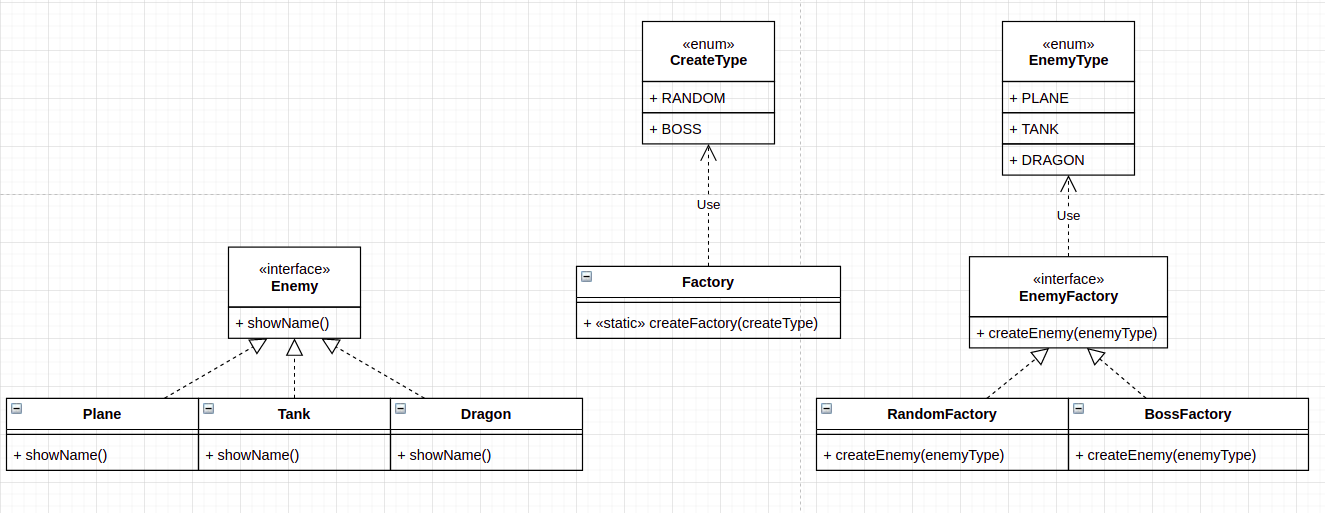 «enum»
CreateType
+ RANDOM
+ BOSS
«enum»
EnemyType
+ PLANE
+ TANK
+ DRAGON
Use
Use
«interface»
Enemy
+ showName()
Factory
+ «static» createFactory(createType)
«interface»
EnemyFactory
+ createEnemy(enemyType)
Plane
+ showName()
Tank
+ showName()
Dragon
+ showName()
RandomFactory
+ createEnemy(enemyType)
BossFactory
+ createEnemy(enemyType)